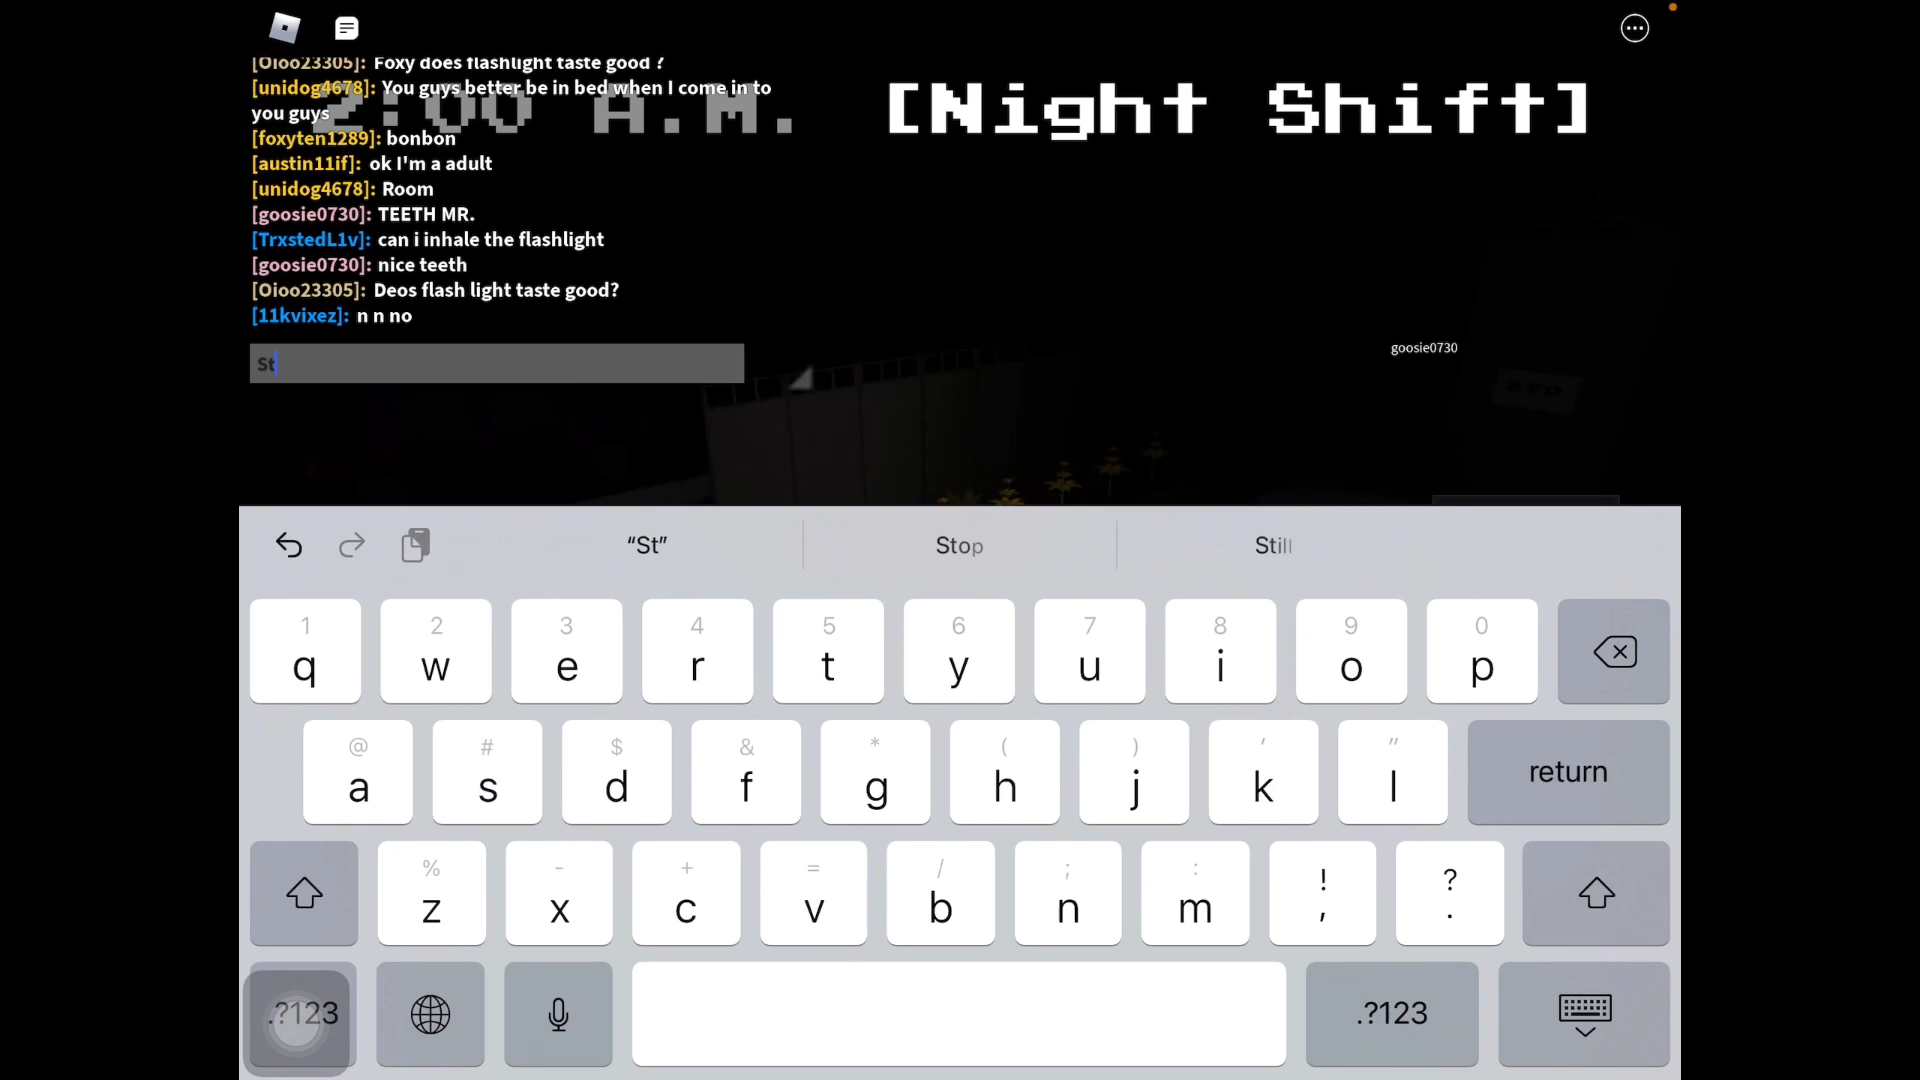 [Oioo23305]: Foxy does flashlight taste good ?
[unidog4678]: You guys better be in bed when I come in to
you guys
2:00 A.M. [Night Shift]
[foxyten1289]: bonbon
[austin11if]: ok I'm a adult
[unidog4678]: Room
[goosie0730]: TEETH MR.
[TrxstedL1v]: can i inhale the flashlight
[goosie0730]: nice teeth
[Oioo23305]: Deos flash light taste good?
[11kvixez]: n n no
goosie0730
St
“St” Stop Still
1 2 3 4 5 6 7 8 9 0
q w e r t y u i o p
@ # $ & * ( ) ' "
a s d f g h j k l return
% - + = / ; : ! ?
z x c v b n m , .
.?123 .?123